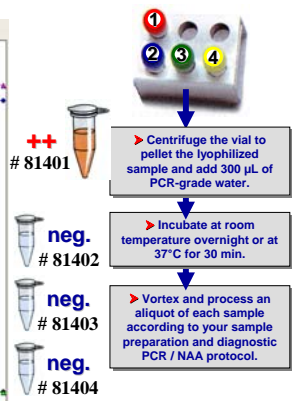 1
2
3
4
++
# 81401
neg.
# 81402
neg.
# 81403
neg.
# 81404
Centrifuge the vial to
pellet the lyophilized
sample and add 300 µL of
PCR-grade water.
Incubate at room
temperature overnight or at
37°C for 30 min.
Vortex and process an
aliquot of each sample
according to your sample
preparation and diagnostic
PCR / NAA protocol.